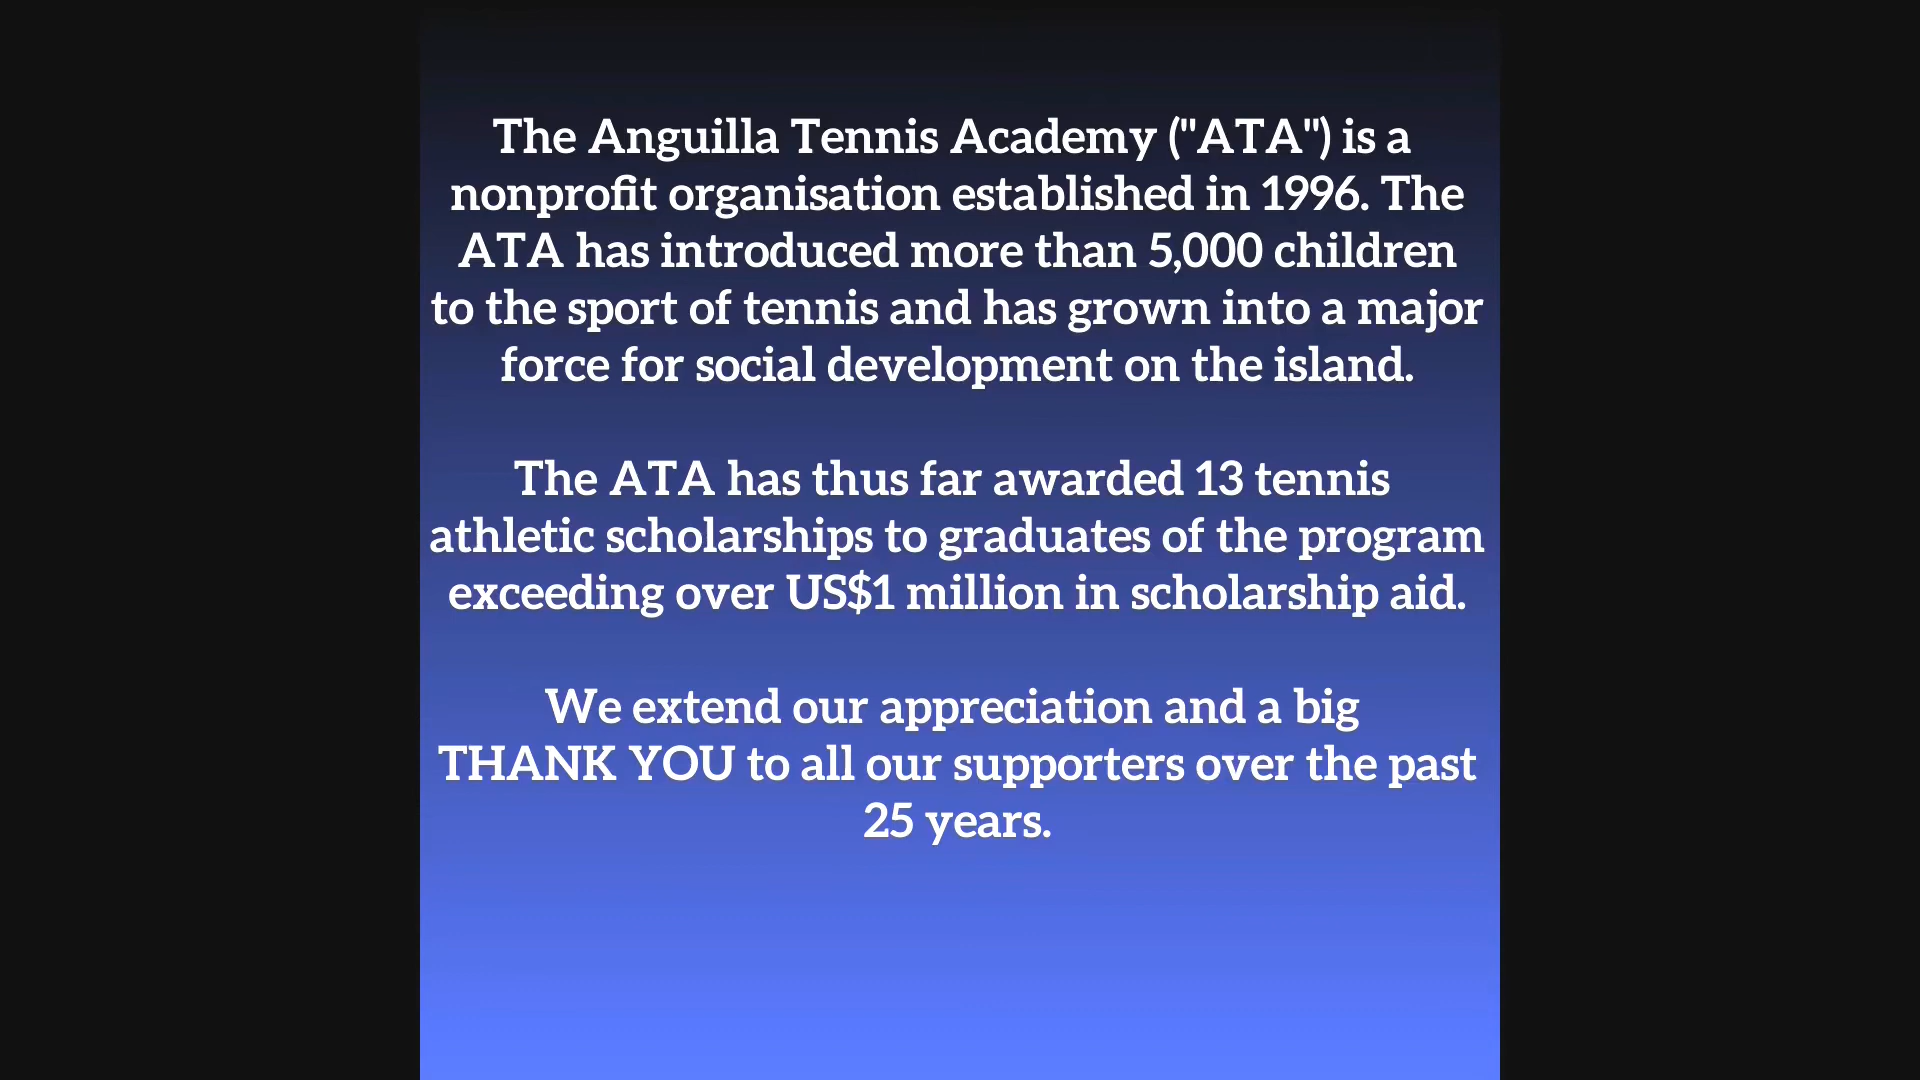 The Anguilla Tennis Academy ("ATA") is a
nonprofit organisation established in 1996. The
ATA has introduced more than 5,000 children
to the sport of tennis and has grown into a major
force for social development on the island.
The ATA has thus far awarded 13 tennis
athletic scholarships to graduates of the program
exceeding over US$1 million in scholarship aid.
We extend our appreciation and a big
THANK YOU to all our supporters over the past
25 years.